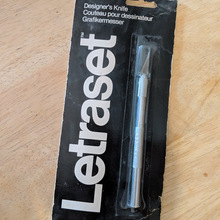 Designer's Knife
Couteau pour dessinateur
Grafikermesser
Letraset